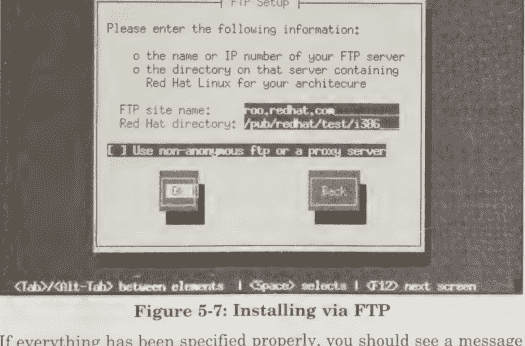 FTP Setup
Please enter the following information:
o the name or IP number of your FTP server
o the directory on that server containing
Red Hat Linux for your architecure
FTP site name: roo.redhat.com
Red Hat directory: /pub/redhat/test/i386
[ ] Use non-anonymous ftp or a proxy server
Ok
Back
<Tab>/<Alt-Tab> between elements | <Space> selects | <F12> next screen
Figure 5-7: Installing via FTP
If everything has been specified properly, you should see a message